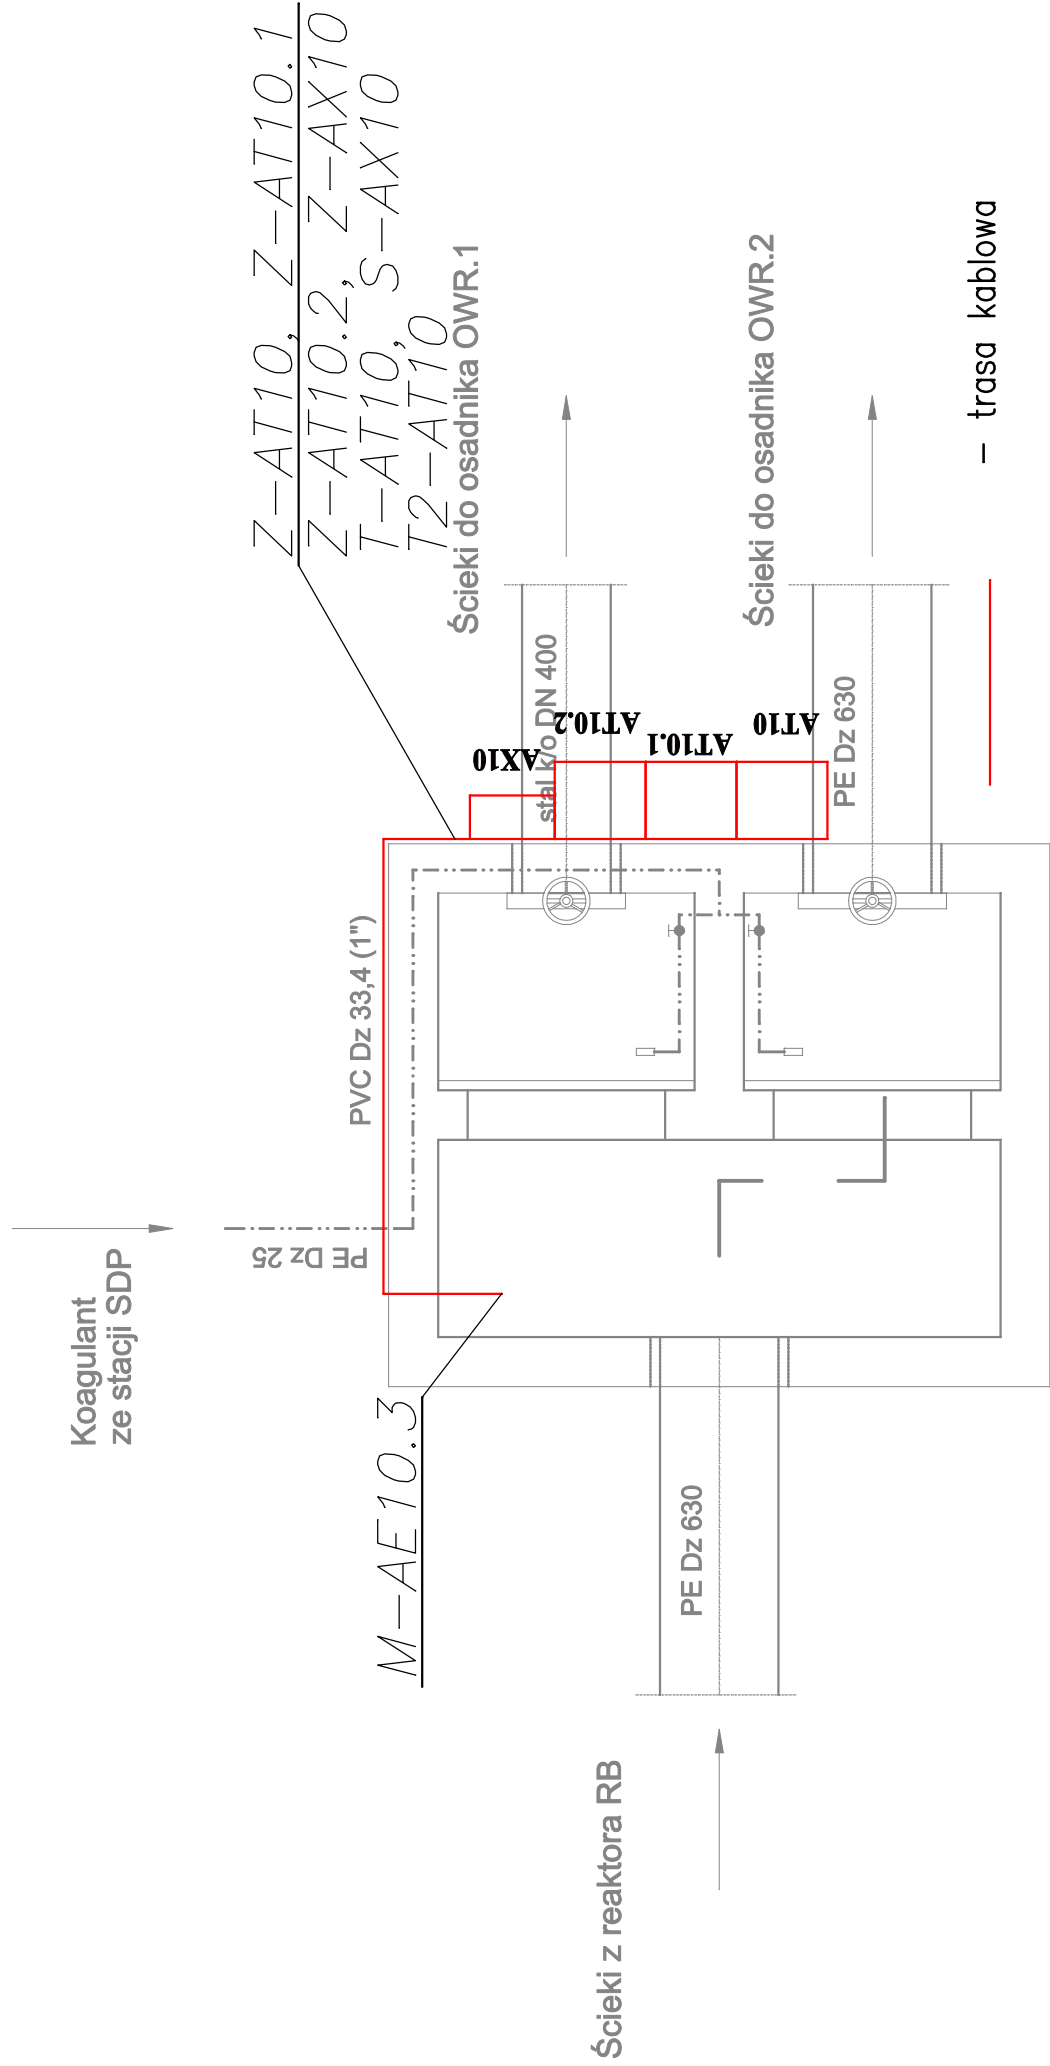 Z-AT10, Z-AT10.1
Z-AT10.2, Z-AX10
T-AT10, S-AX10
T2-AT10
Ścieki do osadnika OWR.1
Ścieki do osadnika OWR.2
- trasa kablowa
stal k/o DN 400
PE Dz 630
AX10
AT10.2
AT10.1
AT10
PVC Dz 33,4 (1")
PE Dz 25
Koagulant
ze stacji SDP
M-AE10.3
PE Dz 630
Ścieki z reaktora RB